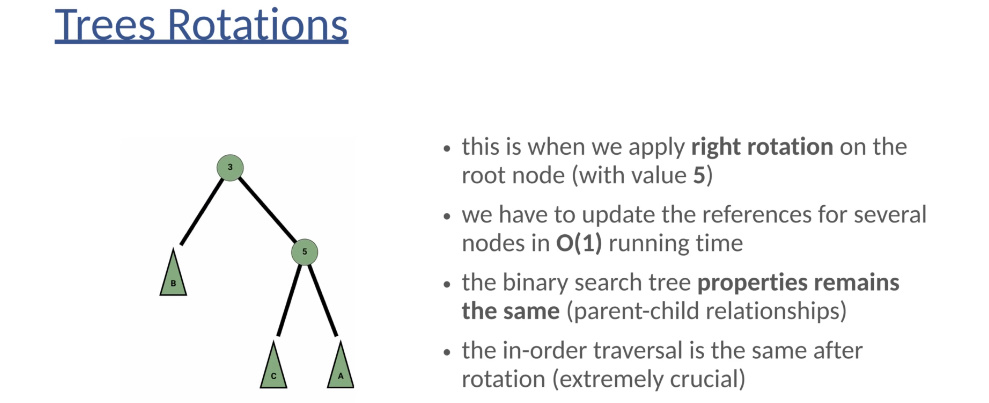 Trees Rotations
3
5
B
C
A
• this is when we apply right rotation on the
root node (with value 5)
• we have to update the references for several
nodes in O(1) running time
• the binary search tree properties remains
the same (parent-child relationships)
• the in-order traversal is the same after
rotation (extremely crucial)